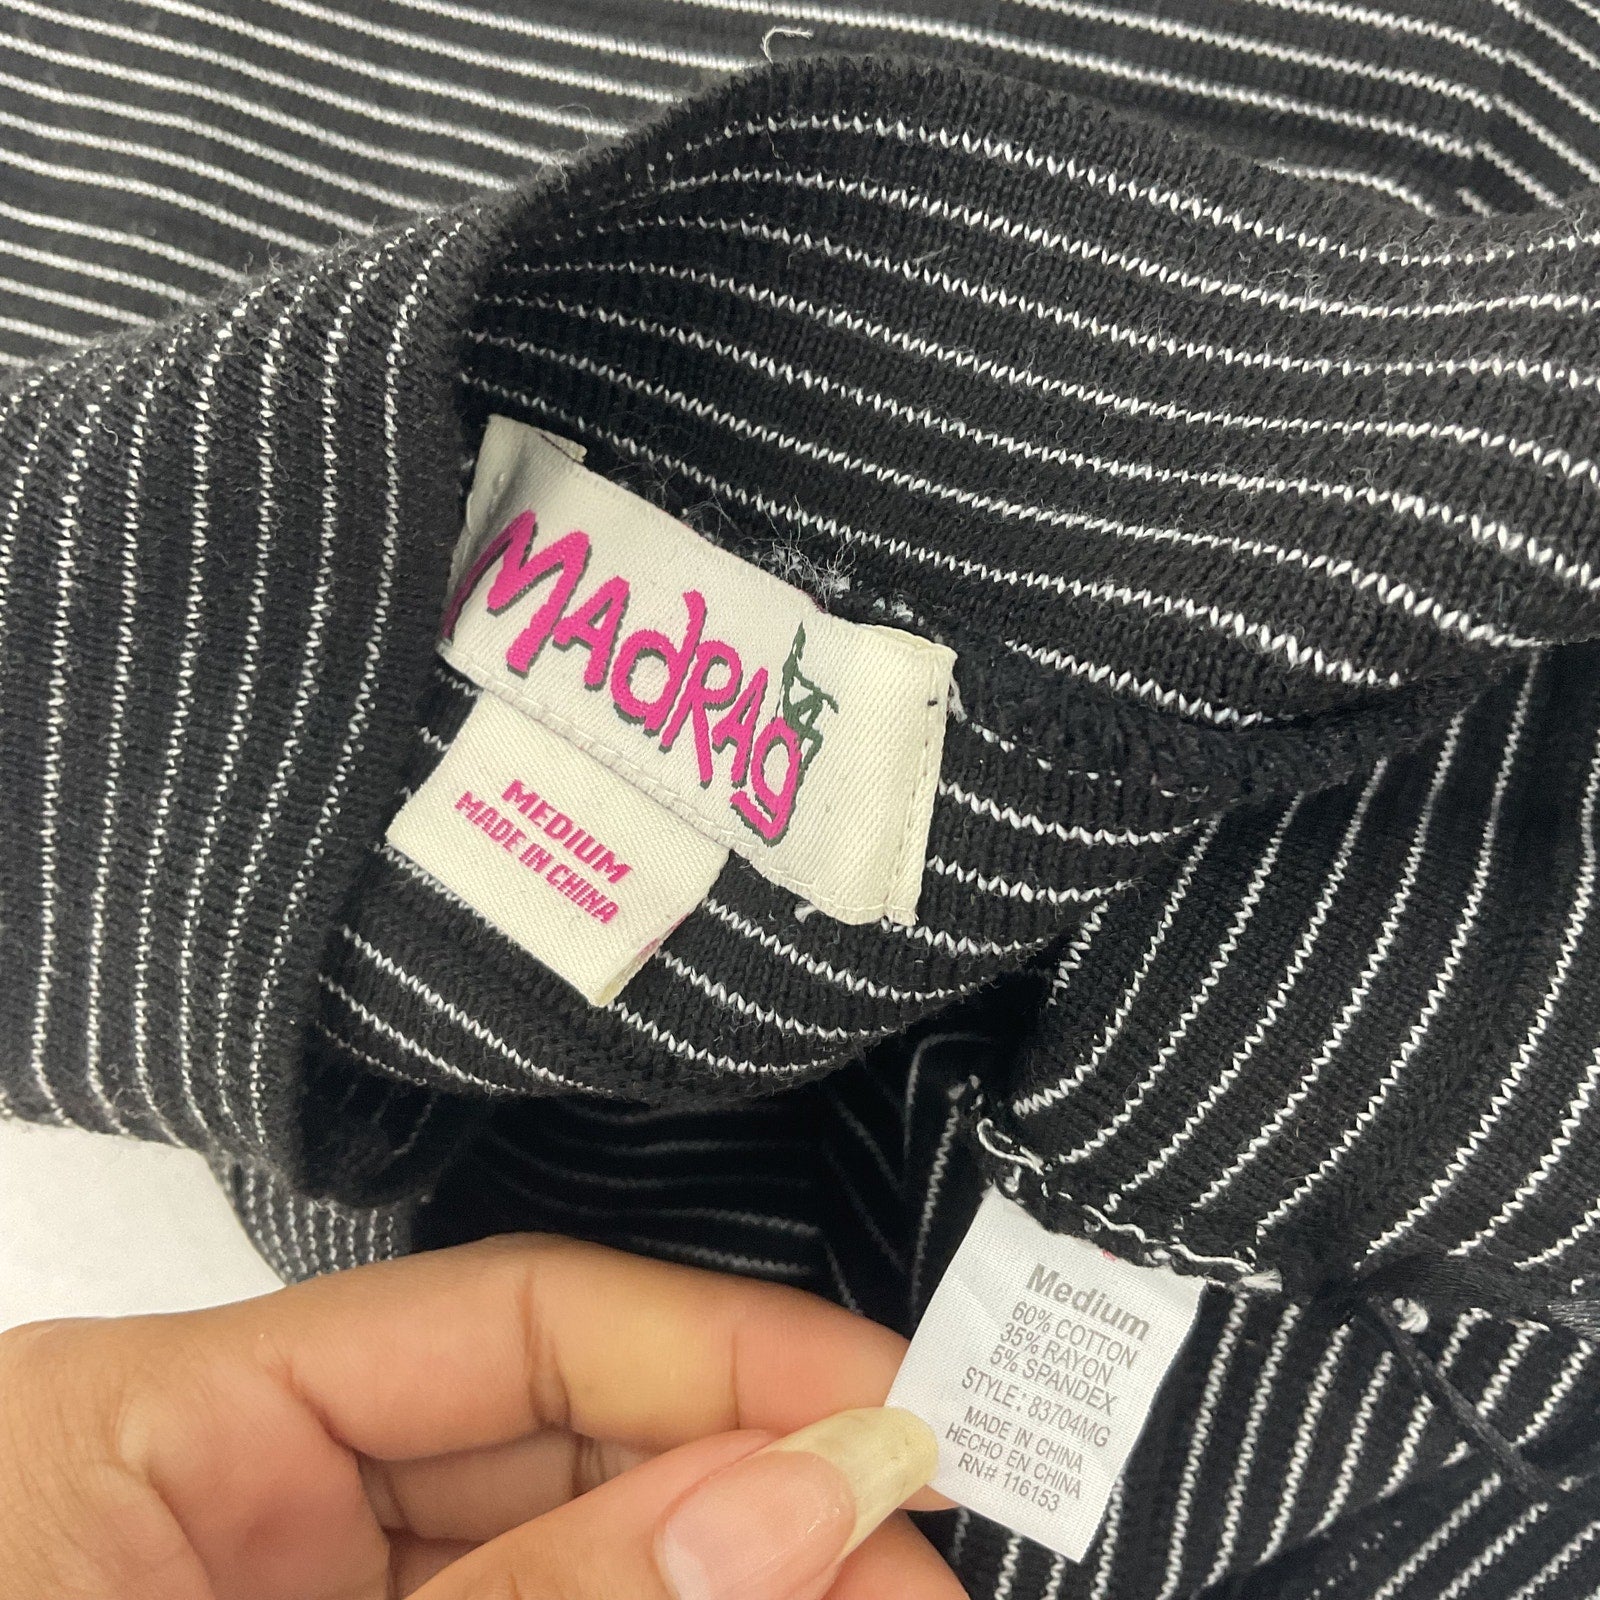 MAdRAg
MEDIUM
MADE IN CHINA
Medium
60% COTTON
35% RAYON
5% SPANDEX
STYLE: 83704MG
MADE IN CHINA
HECHO EN CHINA
RN# 116153